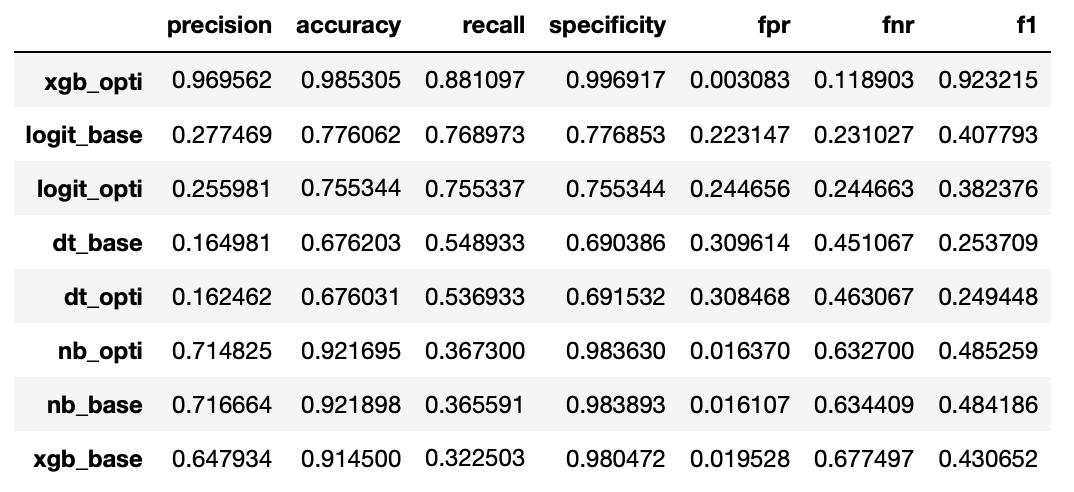 precision accuracy recall specificity fpr fnr f1
xgb_opti 0.969562 0.985305 0.881097 0.996917 0.003083 0.118903 0.923215
logit_base 0.277469 0.776062 0.768973 0.776853 0.223147 0.231027 0.407793
logit_opti 0.255981 0.755344 0.755337 0.755344 0.244656 0.244663 0.382376
dt_base 0.164981 0.676203 0.548933 0.690386 0.309614 0.451067 0.253709
dt_opti 0.162462 0.676031 0.536933 0.691532 0.308468 0.463067 0.249448
nb_opti 0.714825 0.921695 0.367300 0.983630 0.016370 0.632700 0.485259
nb_base 0.716664 0.921898 0.365591 0.983893 0.016107 0.634409 0.484186
xgb_base 0.647934 0.914500 0.322503 0.980472 0.019528 0.677497 0.430652